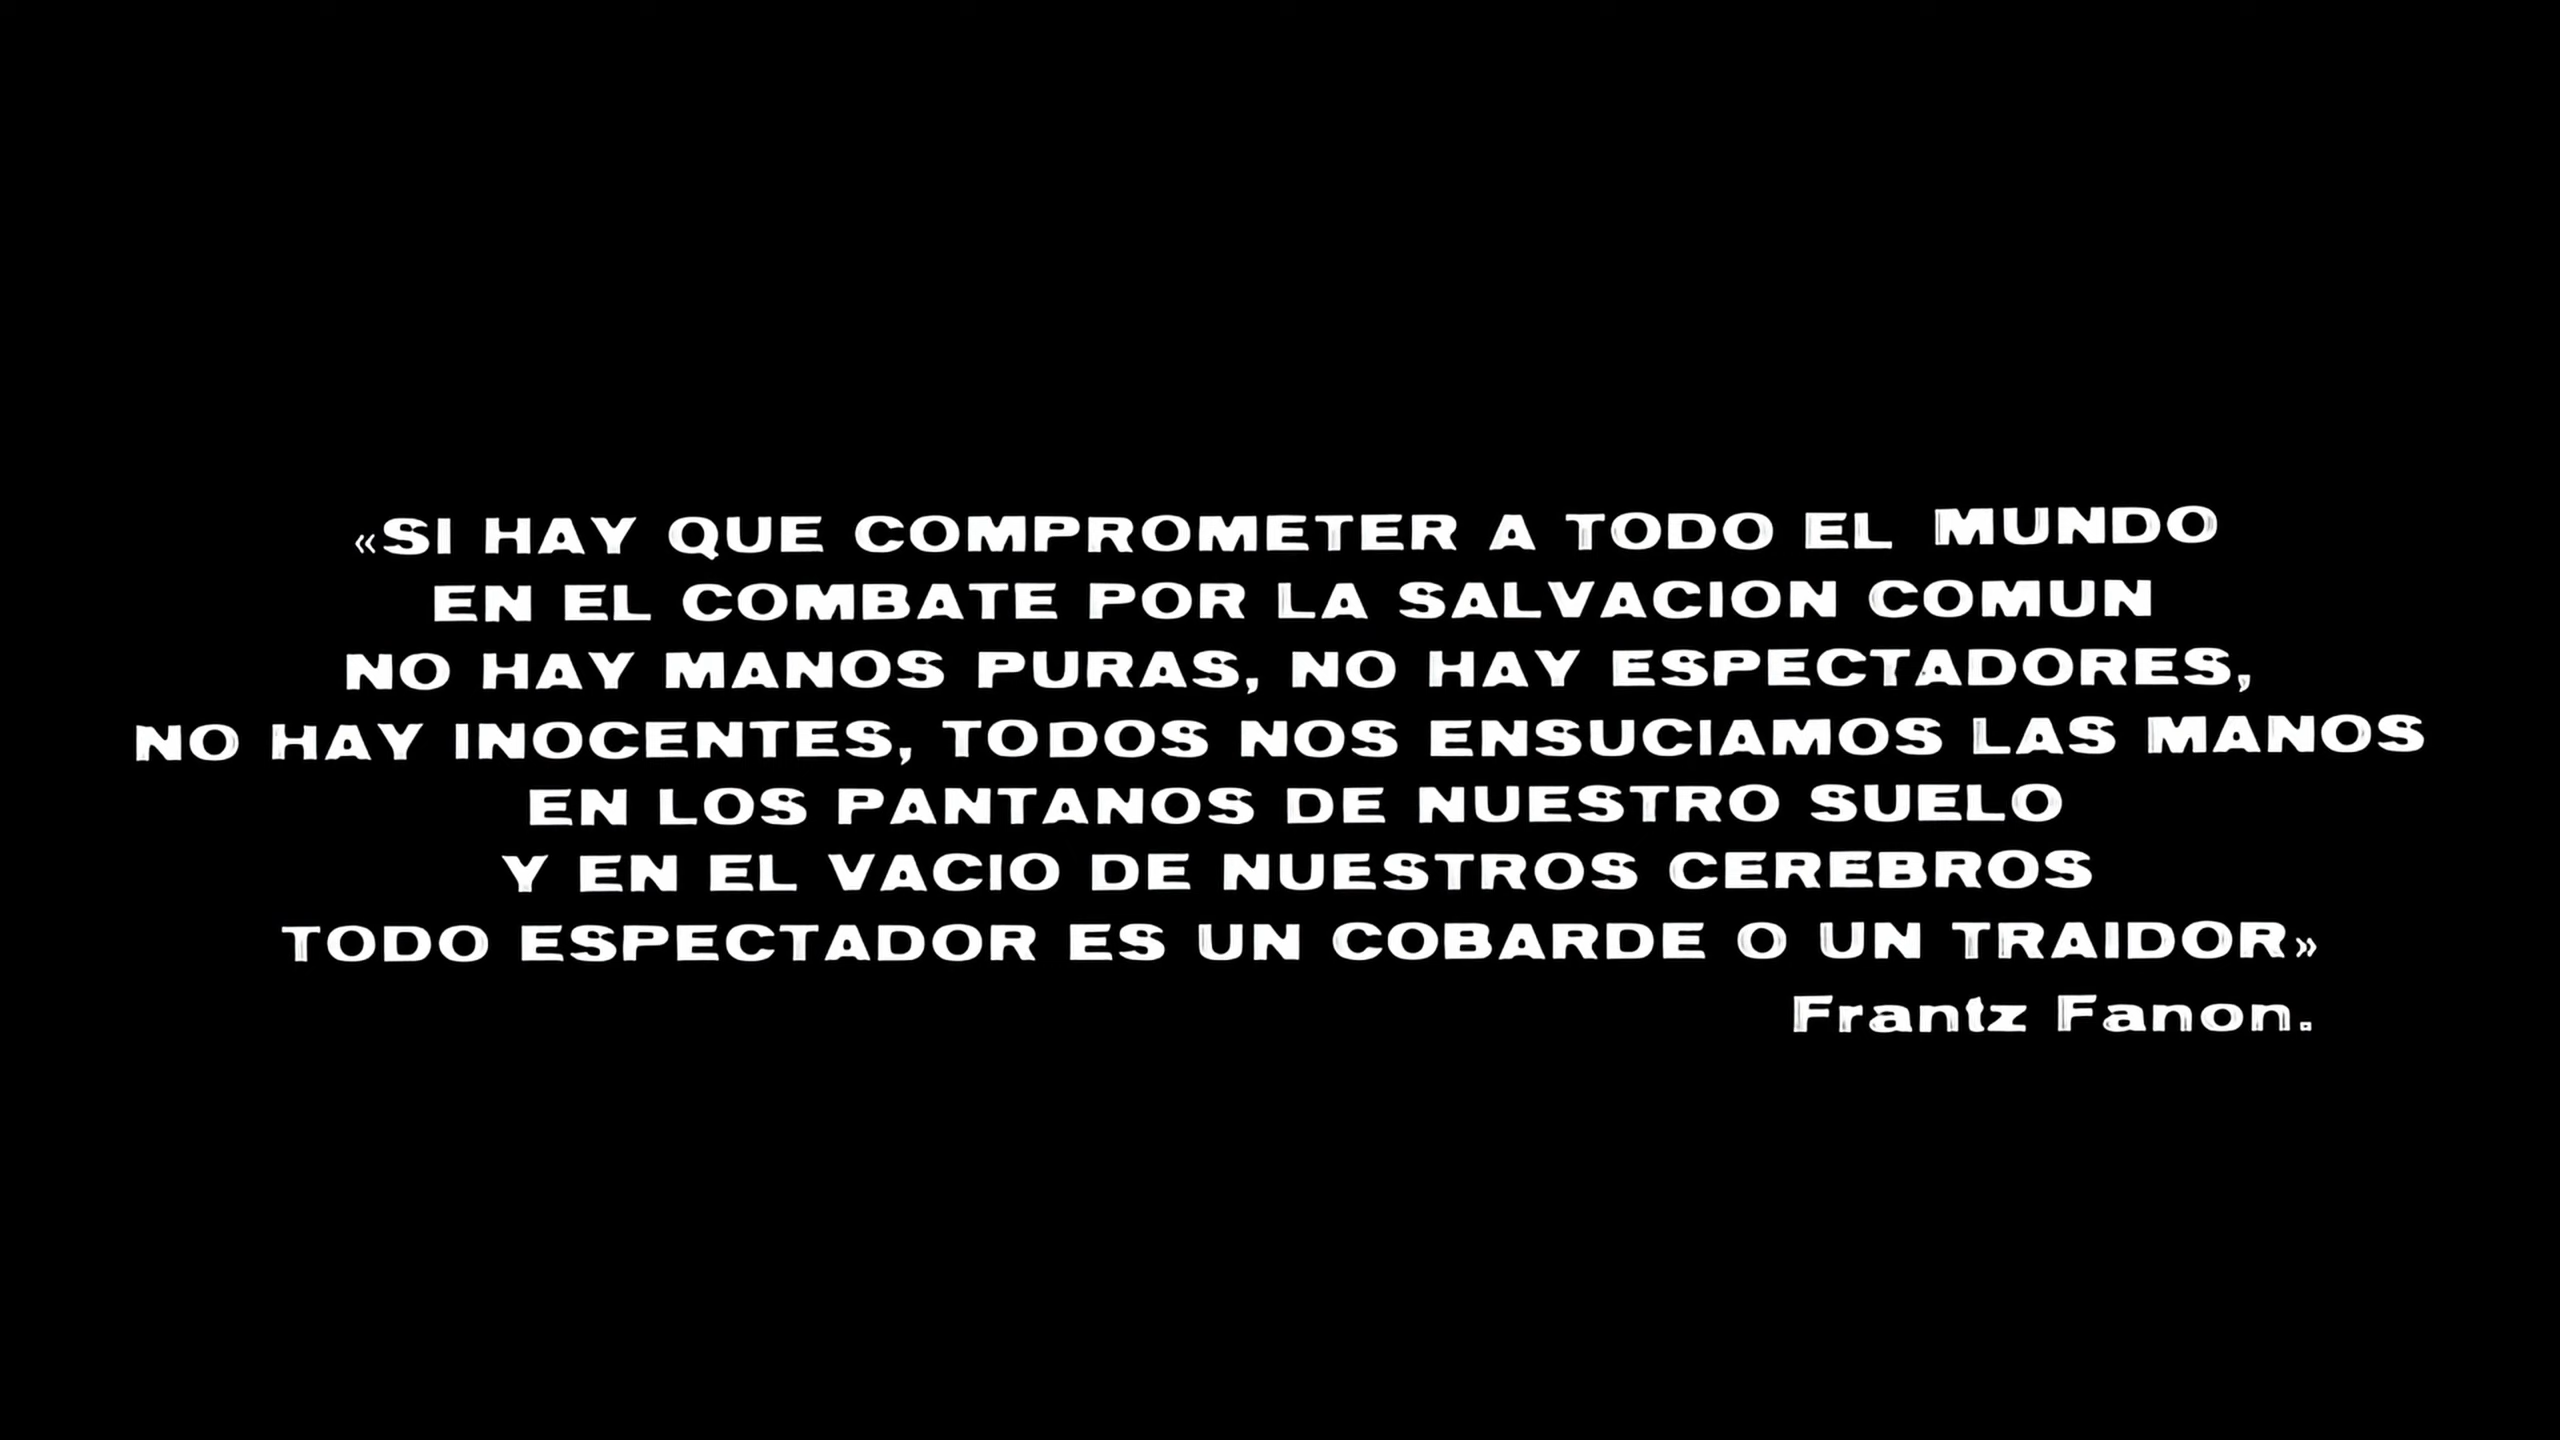 «SI HAY QUE COMPROMETER A TODO EL MUNDO
EN EL COMBATE POR LA SALVACION COMUN
NO HAY MANOS PURAS, NO HAY ESPECTADORES,
NO HAY INOCENTES, TODOS NOS ENSUCIAMOS LAS MANOS
EN LOS PANTANOS DE NUESTRO SUELO
Y EN EL VACIO DE NUESTROS CEREBROS
TODO ESPECTADOR ES UN COBARDE O UN TRAIDOR»
Frantz Fanon.